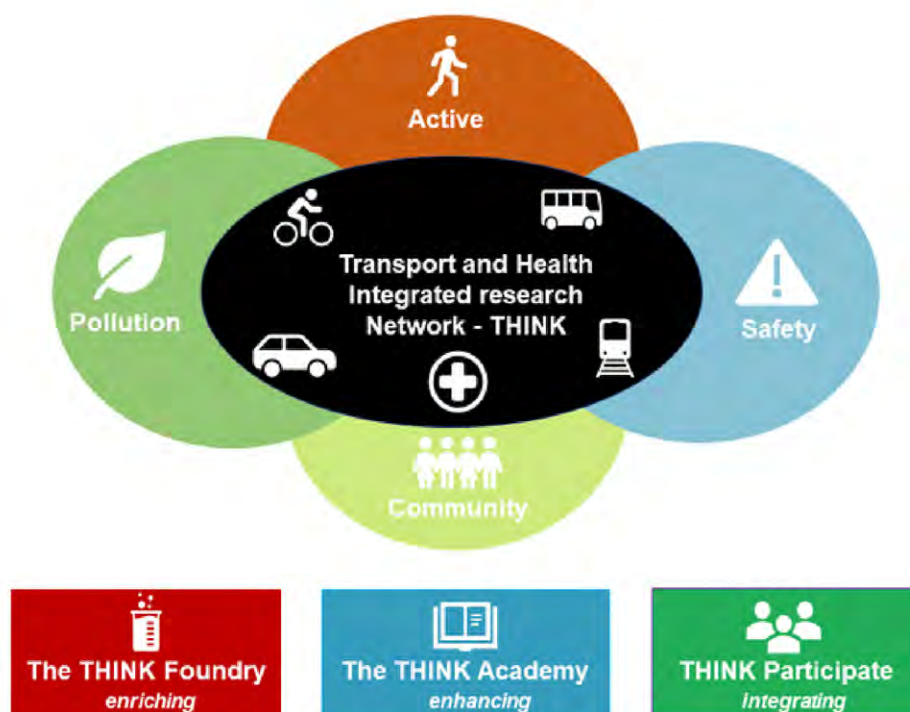 Active
Pollution
Transport and Health
Integrated research
Network - THINK
Safety
Community
The THINK Foundry
enriching
The THINK Academy
enhancing
THINK Participate
integrating